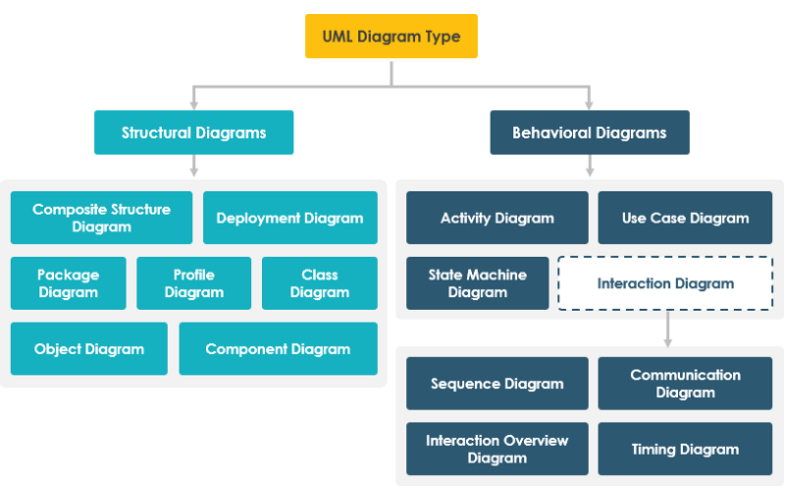 UML Diagram Type
Structural Diagrams
Behavioral Diagrams
Composite Structure
Diagram
Deployment Diagram
Package
Diagram
Profile
Diagram
Class
Diagram
Object Diagram
Component Diagram
Activity Diagram
Use Case Diagram
State Machine
Diagram
Interaction Diagram
Sequence Diagram
Communication
Diagram
Interaction Overview
Diagram
Timing Diagram